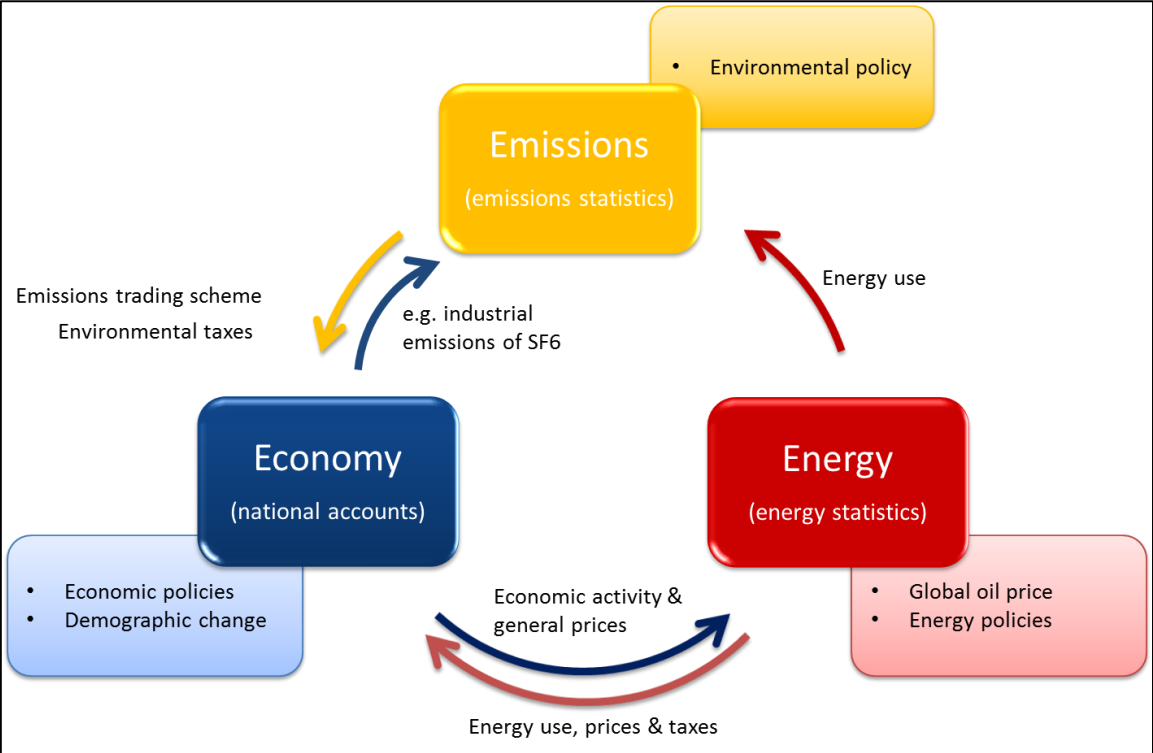 • Environmental policy
Emissions
(emissions statistics)
Emissions trading scheme
Environmental taxes
e.g. industrial
emissions of SF6
Energy use
Economy
(national accounts)
Energy
(energy statistics)
• Economic policies
• Demographic change
Economic activity &
general prices
• Global oil price
• Energy policies
Energy use, prices & taxes